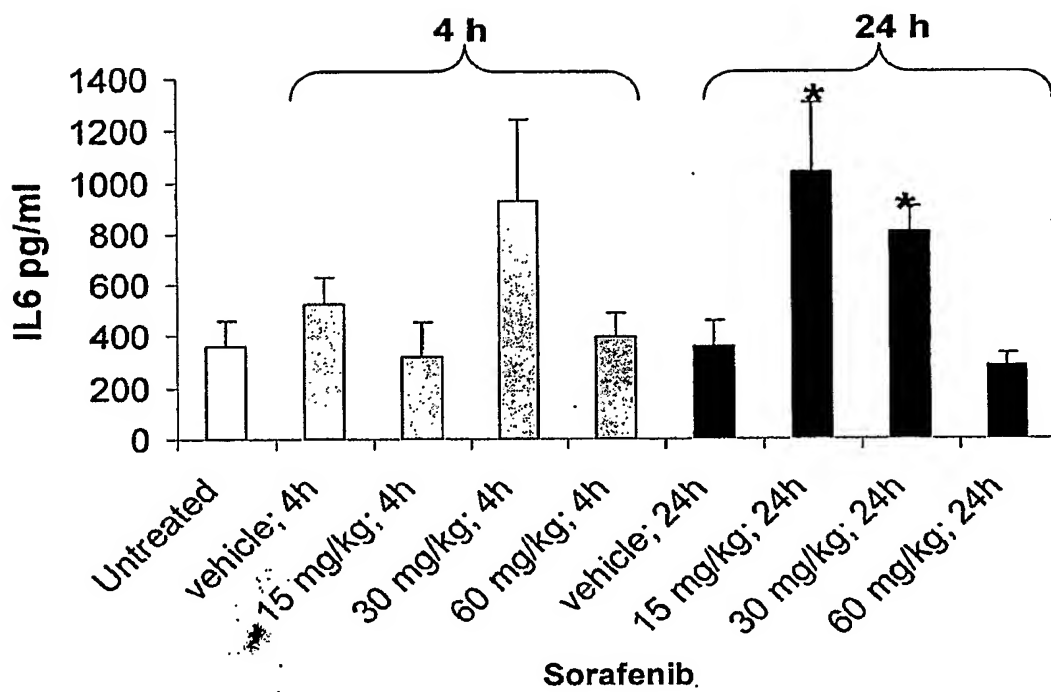 4 h
24 h
1400
1200
1000
800
600
400
200
0
IL6 pg/ml
*
*
Untreated
vehicle; 4h
15 mg/kg; 4h
30 mg/kg; 4h
60 mg/kg; 4h
vehicle; 24h
15 mg/kg; 24h
30 mg/kg; 24h
60 mg/kg; 24h
Sorafenib